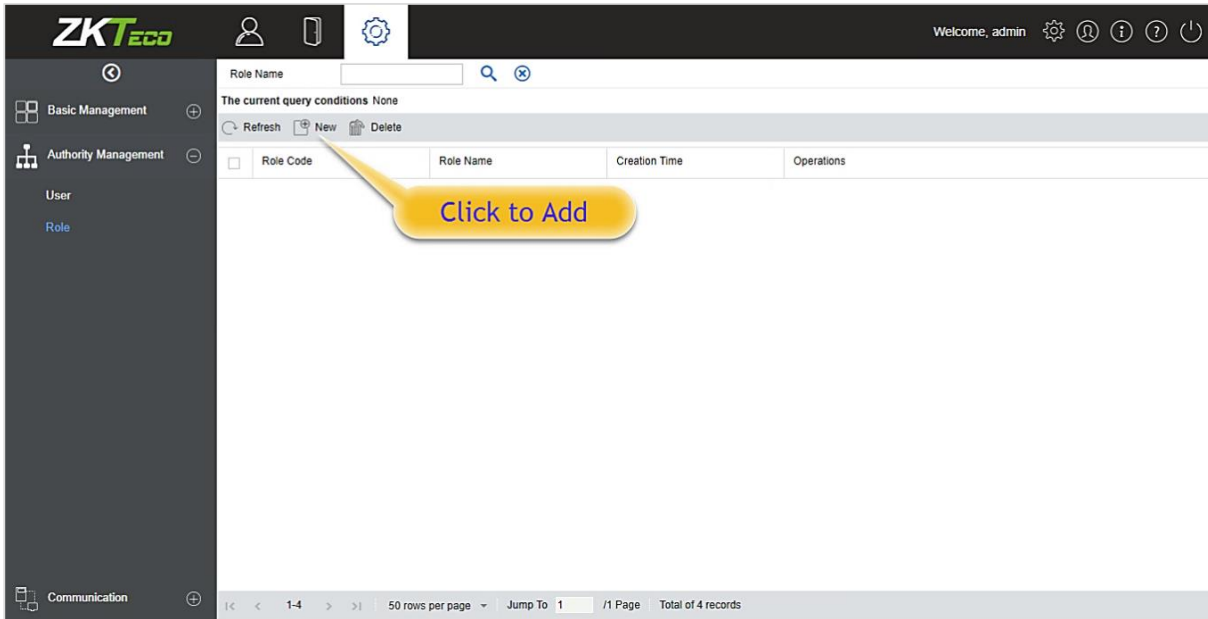 ZKTECO
Welcome, admin
Role Name
Basic Management
The current query conditions None
Refresh New Delete
Authority Management
Role Code Role Name Creation Time Operations
User
Click to Add
Role
Communication
1-4 50 rows per page Jump To 1 /1 Page Total of 4 records